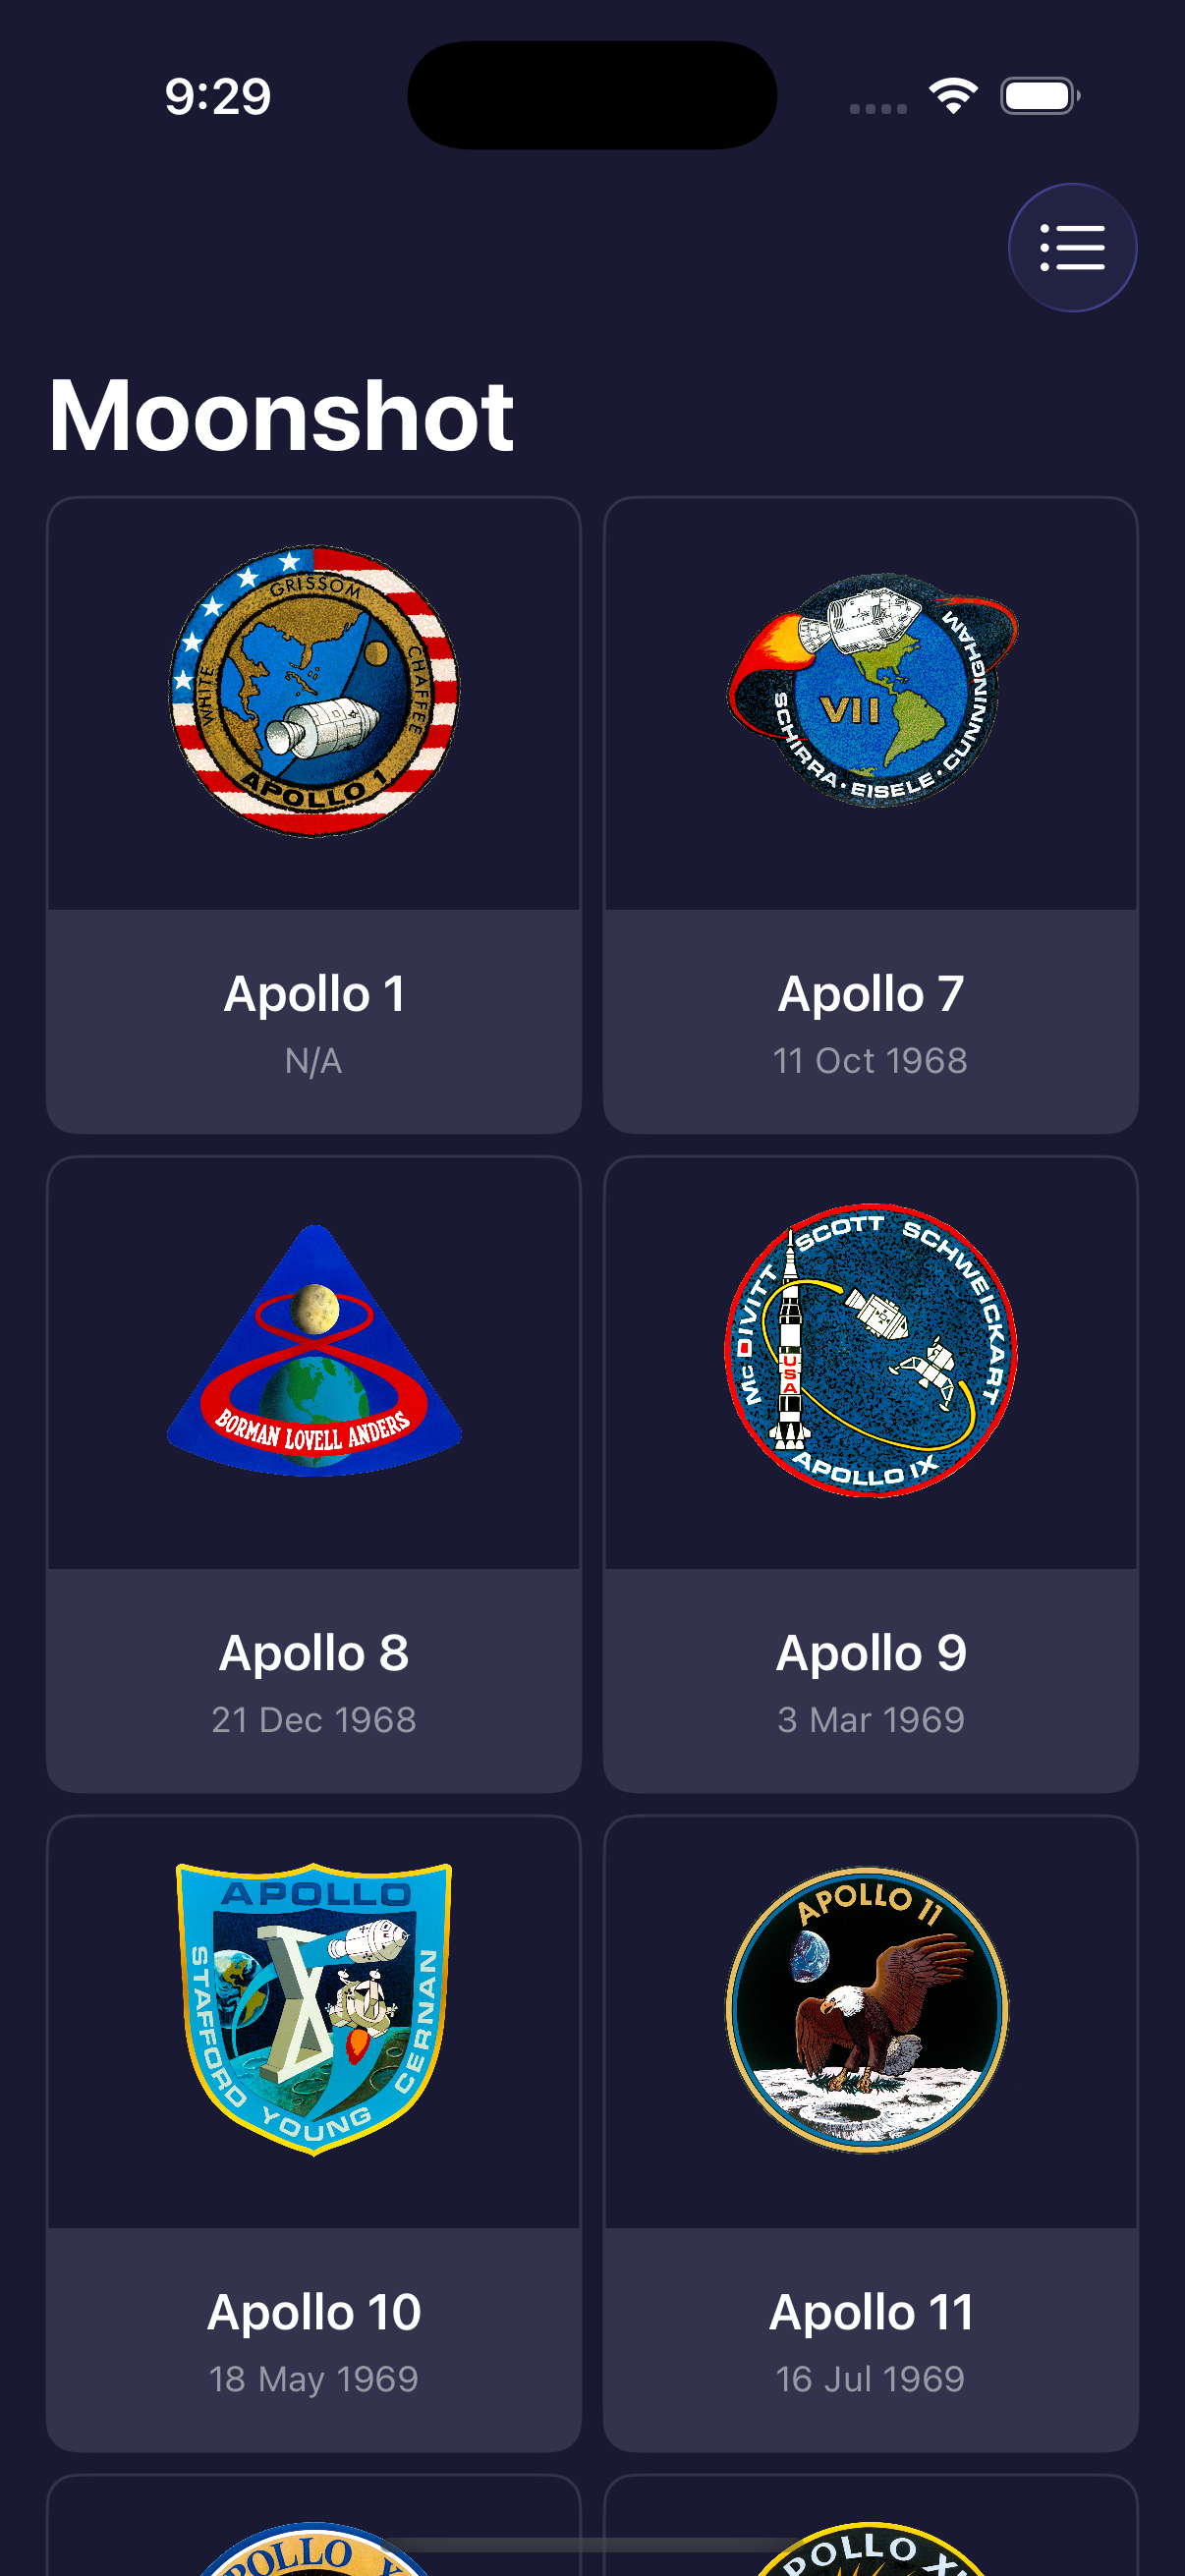 9:29
Moonshot
GRISSOM
WHITE
CHAFFEE
APOLLO 1
VII
SCHIRRA · EISELE · CUNNINGHAM
Apollo 1
N/A
Apollo 7
11 Oct 1968
BORMAN LOVELL ANDERS
Mc DIVITT SCOTT SCHWEICKART
USA
APOLLO IX
Apollo 8
21 Dec 1968
Apollo 9
3 Mar 1969
APOLLO
STAFFORD YOUNG CERNAN
APOLLO 11
Apollo 10
18 May 1969
Apollo 11
16 Jul 1969